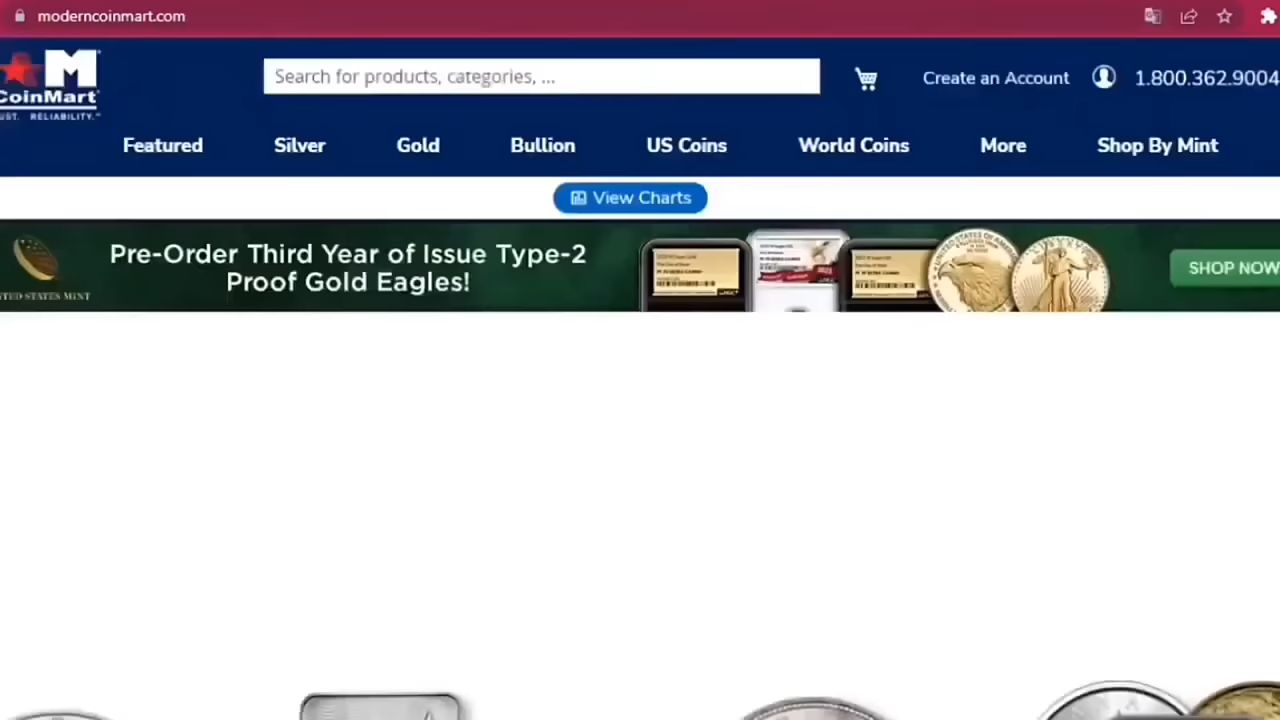 moderncoinmart.com
M
CoinMart
UST. RELIABILITY.™
Search for products, categories, ...
Create an Account
1.800.362.9004
Featured
Silver
Gold
Bullion
US Coins
World Coins
More
Shop By Mint
View Charts
Pre-Order Third Year of Issue Type-2
Proof Gold Eagles!
TED STATES MINT
SHOP NOW